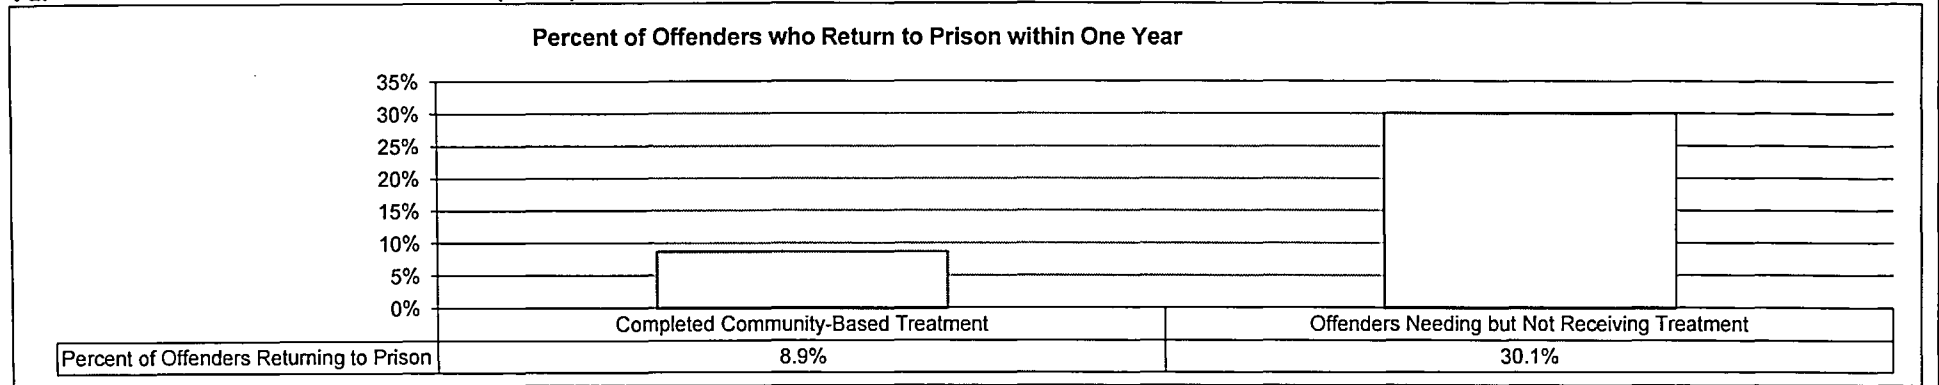 Percent of Offenders who Return to Prison within One Year
35%
30%
25%
20%
15%
10%
5%
0%
Completed Community-Based Treatment Offenders Needing but Not Receiving Treatment
Percent of Offenders Returning to Prison 8.9% 30.1%